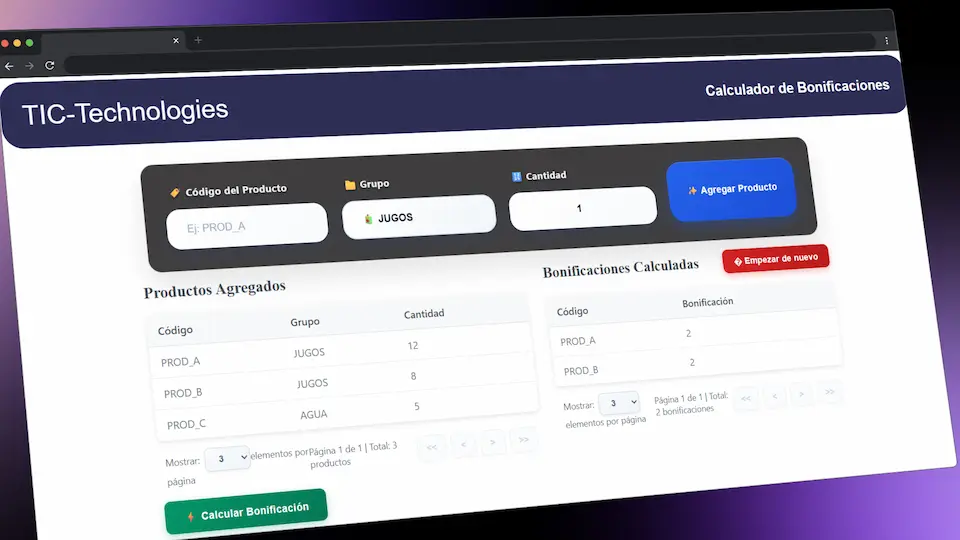 TIC-Technologies
Calculador de Bonificaciones
Código del Producto
Grupo
Cantidad
Ej: PROD_A
JUGOS
1
Agregar Producto
Productos Agregados
Código Grupo Cantidad
PROD_A JUGOS 12
PROD_B JUGOS 8
PROD_C AGUA 5
Mostrar: 3 elementos por
página
Página 1 de 1 | Total: 3
productos
<< < > >>
Calcular Bonificación
Bonificaciones Calculadas
� Empezar de nuevo
Código Bonificación
PROD_A 2
PROD_B 2
Mostrar: 3
elementos por página
Página 1 de 1 | Total:
2 bonificaciones
<< < > >>